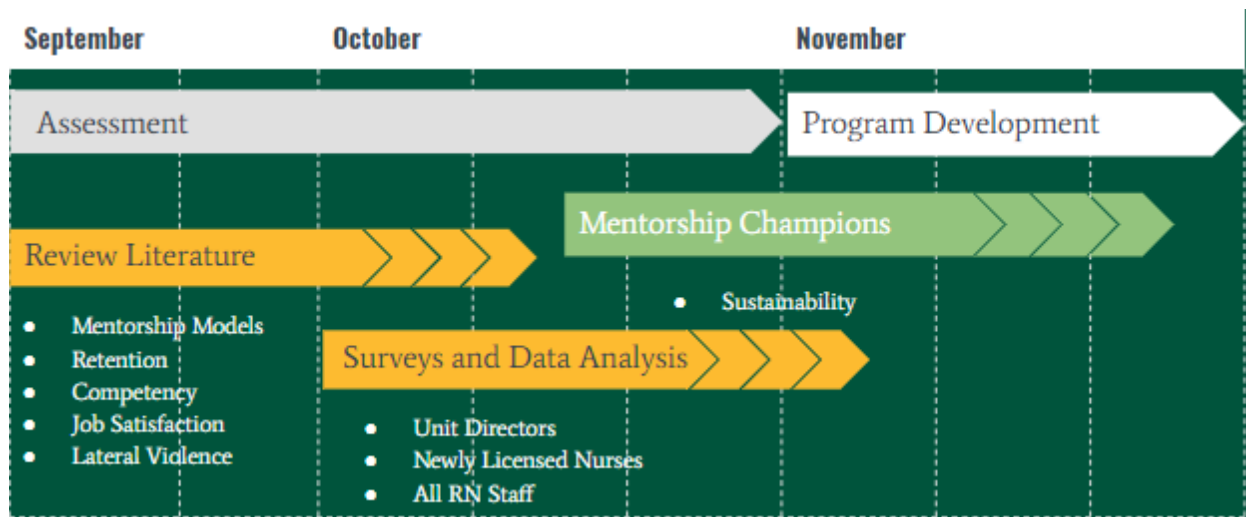 September
October
November
Assessment
Program Development
Mentorship Champions
Review Literature
• Sustainability
• Mentorship Models
• Retention
• Competency
• Job Satisfaction
• Lateral Violence
Surveys and Data Analysis
• Unit Directors
• Newly Licensed Nurses
• All RN Staff